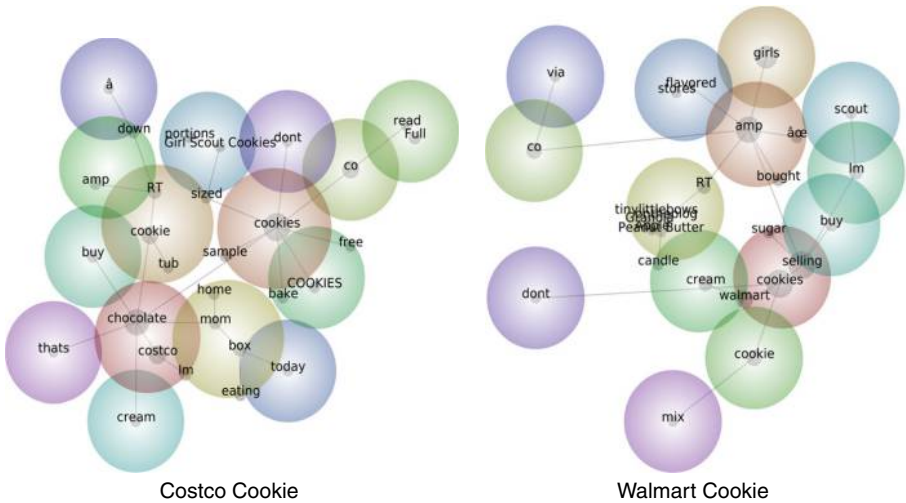 â
down
portions
Girl Scout Cookies
dont
read
Full
co
amp
RT
sized
cookies
cookie
buy
sample
free
tub
COOKIES
home
bake
chocolate
mom
costco
box
thats
Im
today
eating
cream
Costco Cookie
girls
via
flavored
stores
scout
amp
âœ
co
bought
Im
RT
tinylittlebows
buy
sugar
Peanut Butter
candle
selling
cream
cookies
dont
walmart
cookie
mix
Walmart Cookie